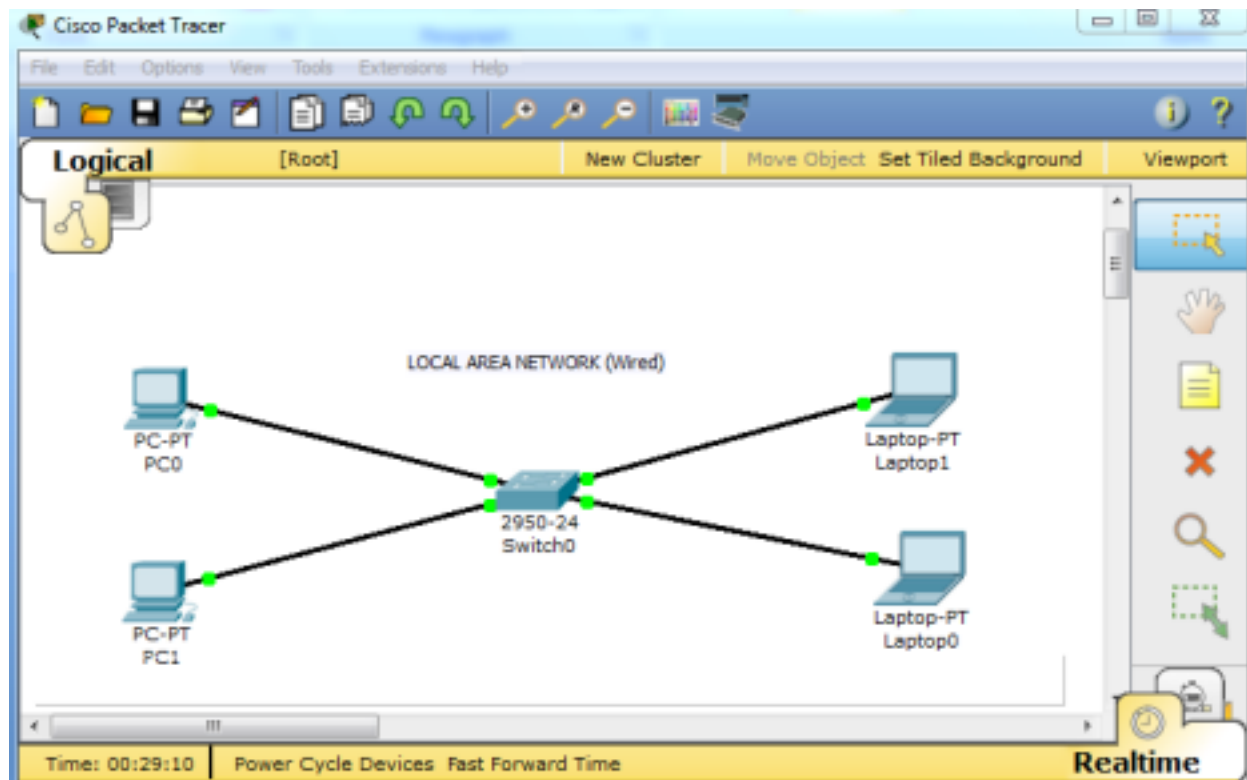 Cisco Packet Tracer
File Edit Options View Tools Extensions Help
Logical [Root] New Cluster Move Object Set Tiled Background Viewport
LOCAL AREA NETWORK (Wired)
PC-PT
PC0
Laptop-PT
Laptop1
2950-24
Switch0
PC-PT
PC1
Laptop-PT
Laptop0
Time: 00:29:10 Power Cycle Devices Fast Forward Time Realtime